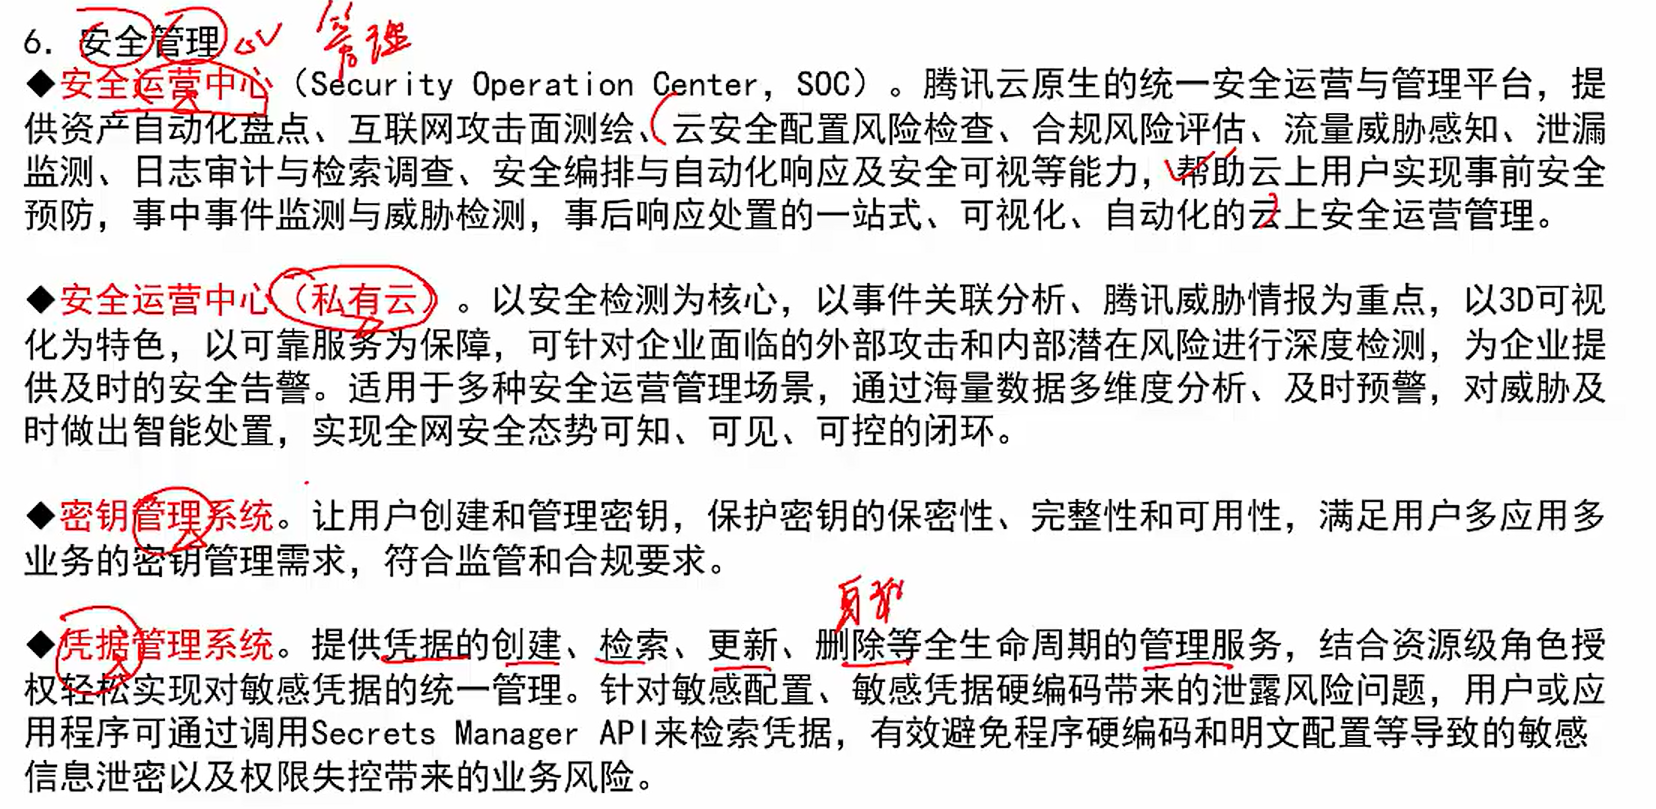 6. 安全管理
管理
◆安全运营中心（Security Operation Center, SOC）。腾讯云原生的统一安全运营与管理平台，提
供资产自动化盘点、互联网攻击面测绘、云安全配置风险检查、合规风险评估、流量威胁感知、泄漏
监测、日志审计与检索调查、安全编排与自动化响应及安全可视等能力，帮助云上用户实现事前安全
预防，事中事件监测与威胁检测，事后响应处置的一站式、可视化、自动化的云上安全运营管理。
◆安全运营中心（私有云）。以安全检测为核心，以事件关联分析、腾讯威胁情报为重点，以3D可视
化为特色，以可靠服务为保障，可针对企业面临的外部攻击和内部潜在风险进行深度检测，为企业提
供及时的安全告警。适用于多种安全运营管理场景，通过海量数据多维度分析、及时预警，对威胁及
时做出智能处置，实现全网安全态势可知、可见、可控的闭环。
◆密钥管理系统。让用户创建和管理密钥，保护密钥的保密性、完整性和可用性，满足用户多应用多
业务的密钥管理需求，符合监管和合规要求。
◆凭据管理系统。提供凭据的创建、检索、更新、删除等全生命周期的管理服务，结合资源级角色授
权轻松实现对敏感凭据的统一管理。针对敏感配置、敏感凭据硬编码带来的泄露风险问题，用户或应
用程序可通过调用Secrets Manager API来检索凭据，有效避免程序硬编码和明文配置等导致的敏感
信息泄密以及权限失控带来的业务风险。